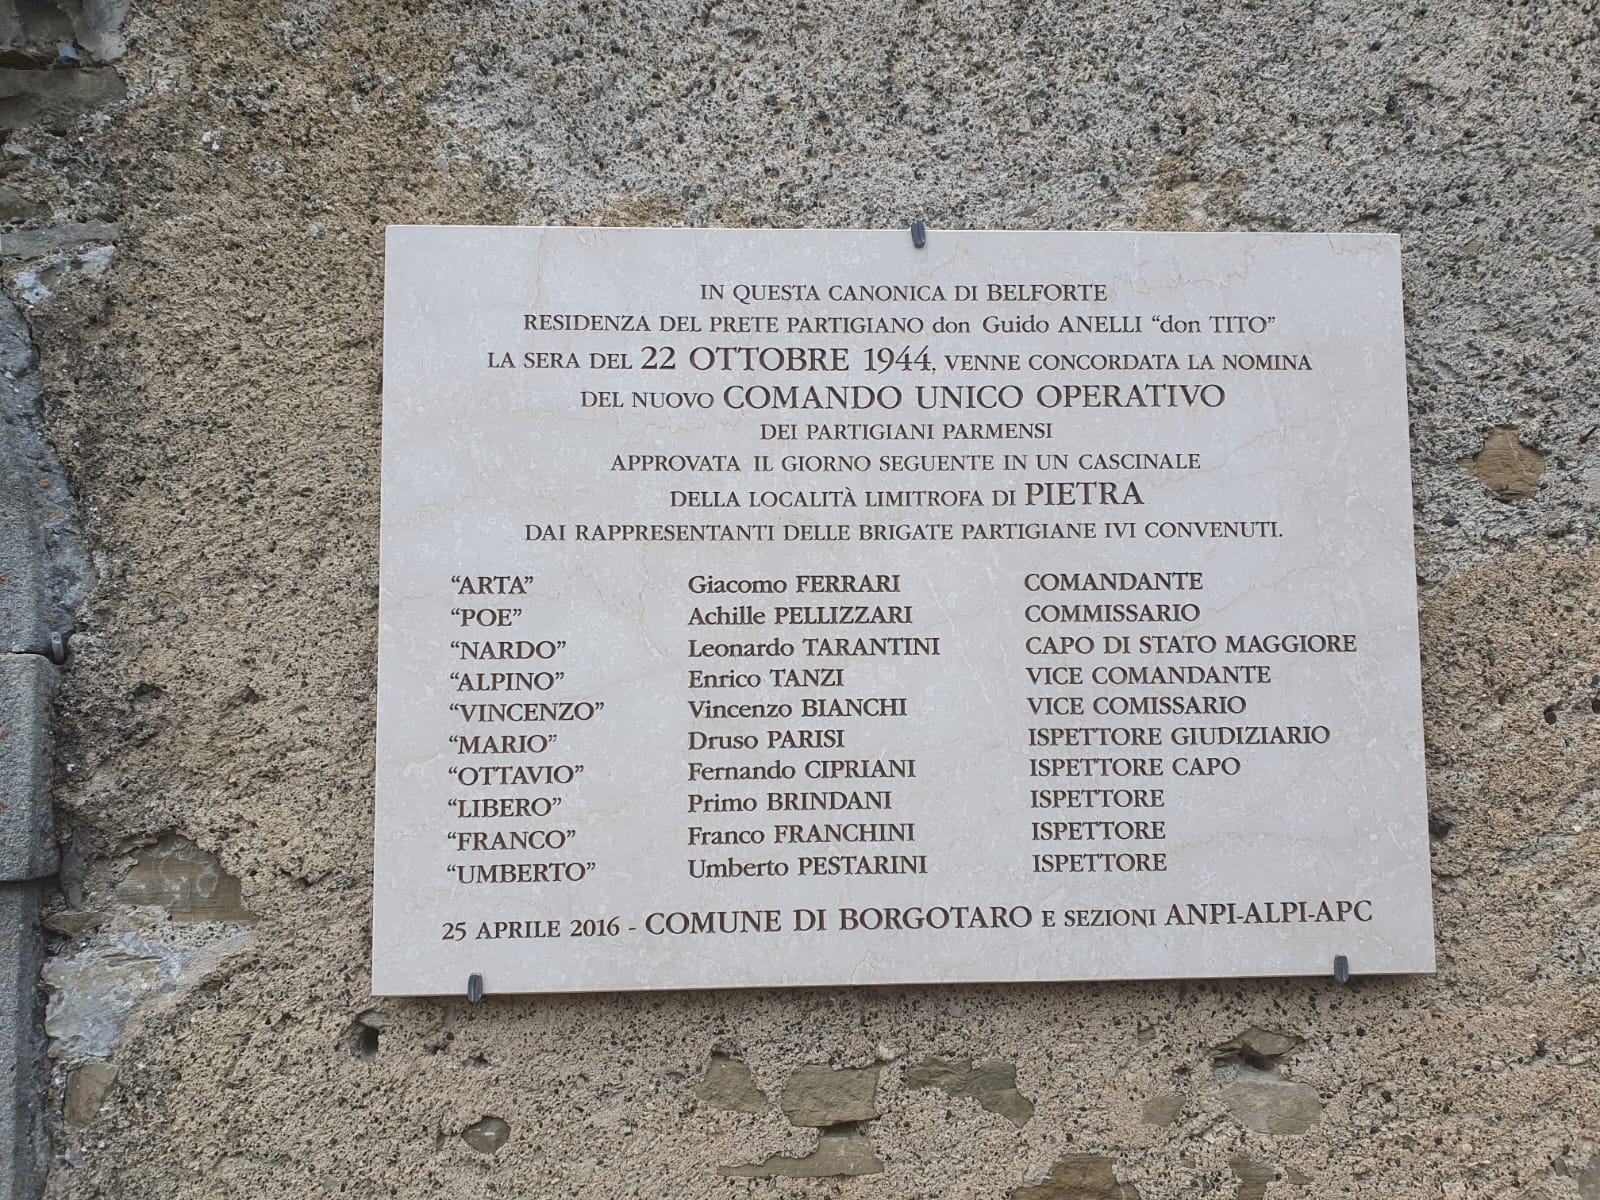 IN QUESTA CANONICA DI BELFORTE
RESIDENZA DEL PRETE PARTIGIANO don Guido ANELLI “don TITO”
LA SERA DEL 22 OTTOBRE 1944, VENNE CONCORDATA LA NOMINA
DEL NUOVO COMANDO UNICO OPERATIVO
DEI PARTIGIANI PARMENSI
APPROVATA IL GIORNO SEGUENTE IN UN CASCINALE
DELLA LOCALITÀ LIMITROFA DI PIETRA
DAI RAPPRESENTANTI DELLE BRIGATE PARTIGIANE IVI CONVENUTI.
“ARTA” Giacomo FERRARI COMANDANTE
“POE” Achille PELLIZZARI COMMISSARIO
“NARDO” Leonardo TARANTINI CAPO DI STATO MAGGIORE
“ALPINO” Enrico TANZI VICE COMANDANTE
“VINCENZO” Vincenzo BIANCHI VICE COMISSARIO
“MARIO” Druso PARISI ISPETTORE GIUDIZIARIO
“OTTAVIO” Fernando CIPRIANI ISPETTORE CAPO
“LIBERO” Primo BRINDANI ISPETTORE
“FRANCO” Franco FRANCHINI ISPETTORE
“UMBERTO” Umberto PESTARINI ISPETTORE
25 APRILE 2016 - COMUNE DI BORGOTARO E SEZIONI ANPI-ALPI-APC